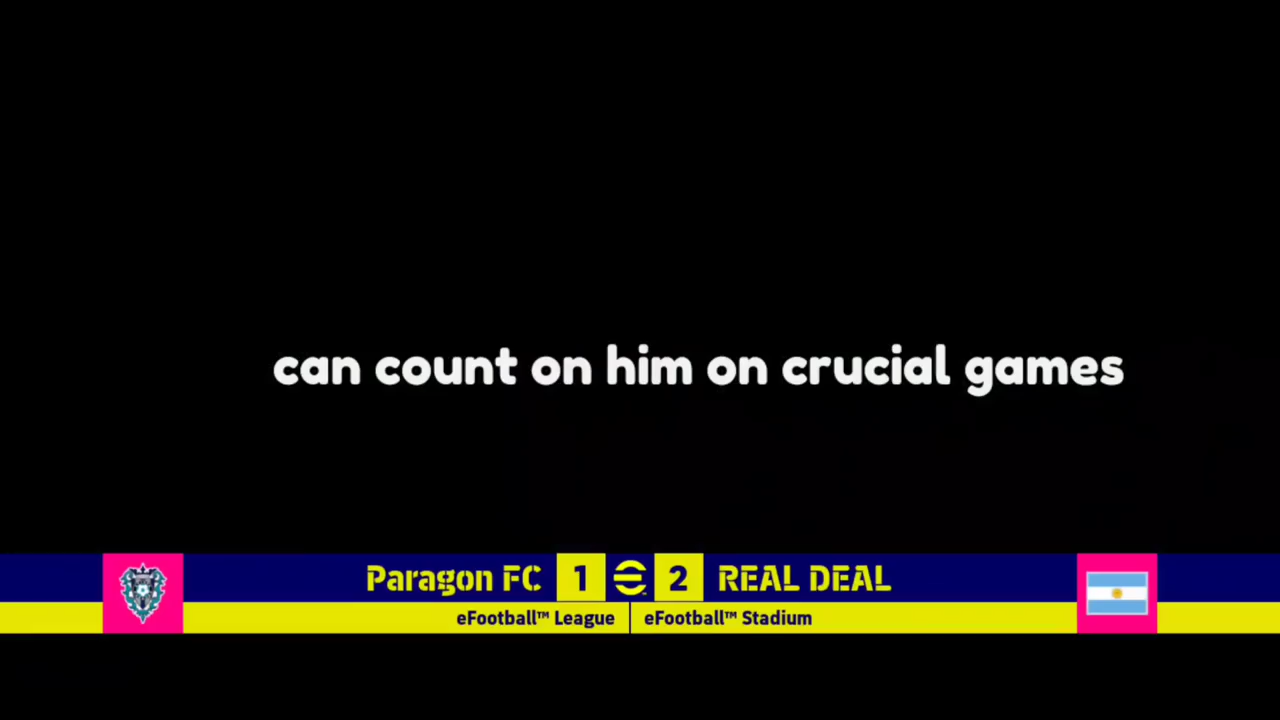 can count on him on crucial games
Paragon FC 1 2 REAL DEAL
eFootball™ League eFootball™ Stadium